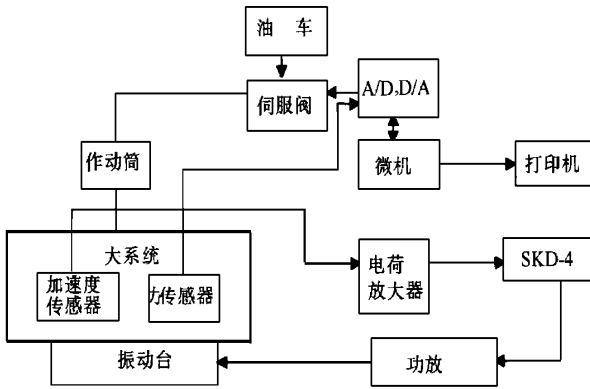 油 车
伺服阀
A/D,D/A
作动筒
微机
打印机
大系统
加速度
传感器
力传感器
电荷
放大器
SKD-4
振动台
功放